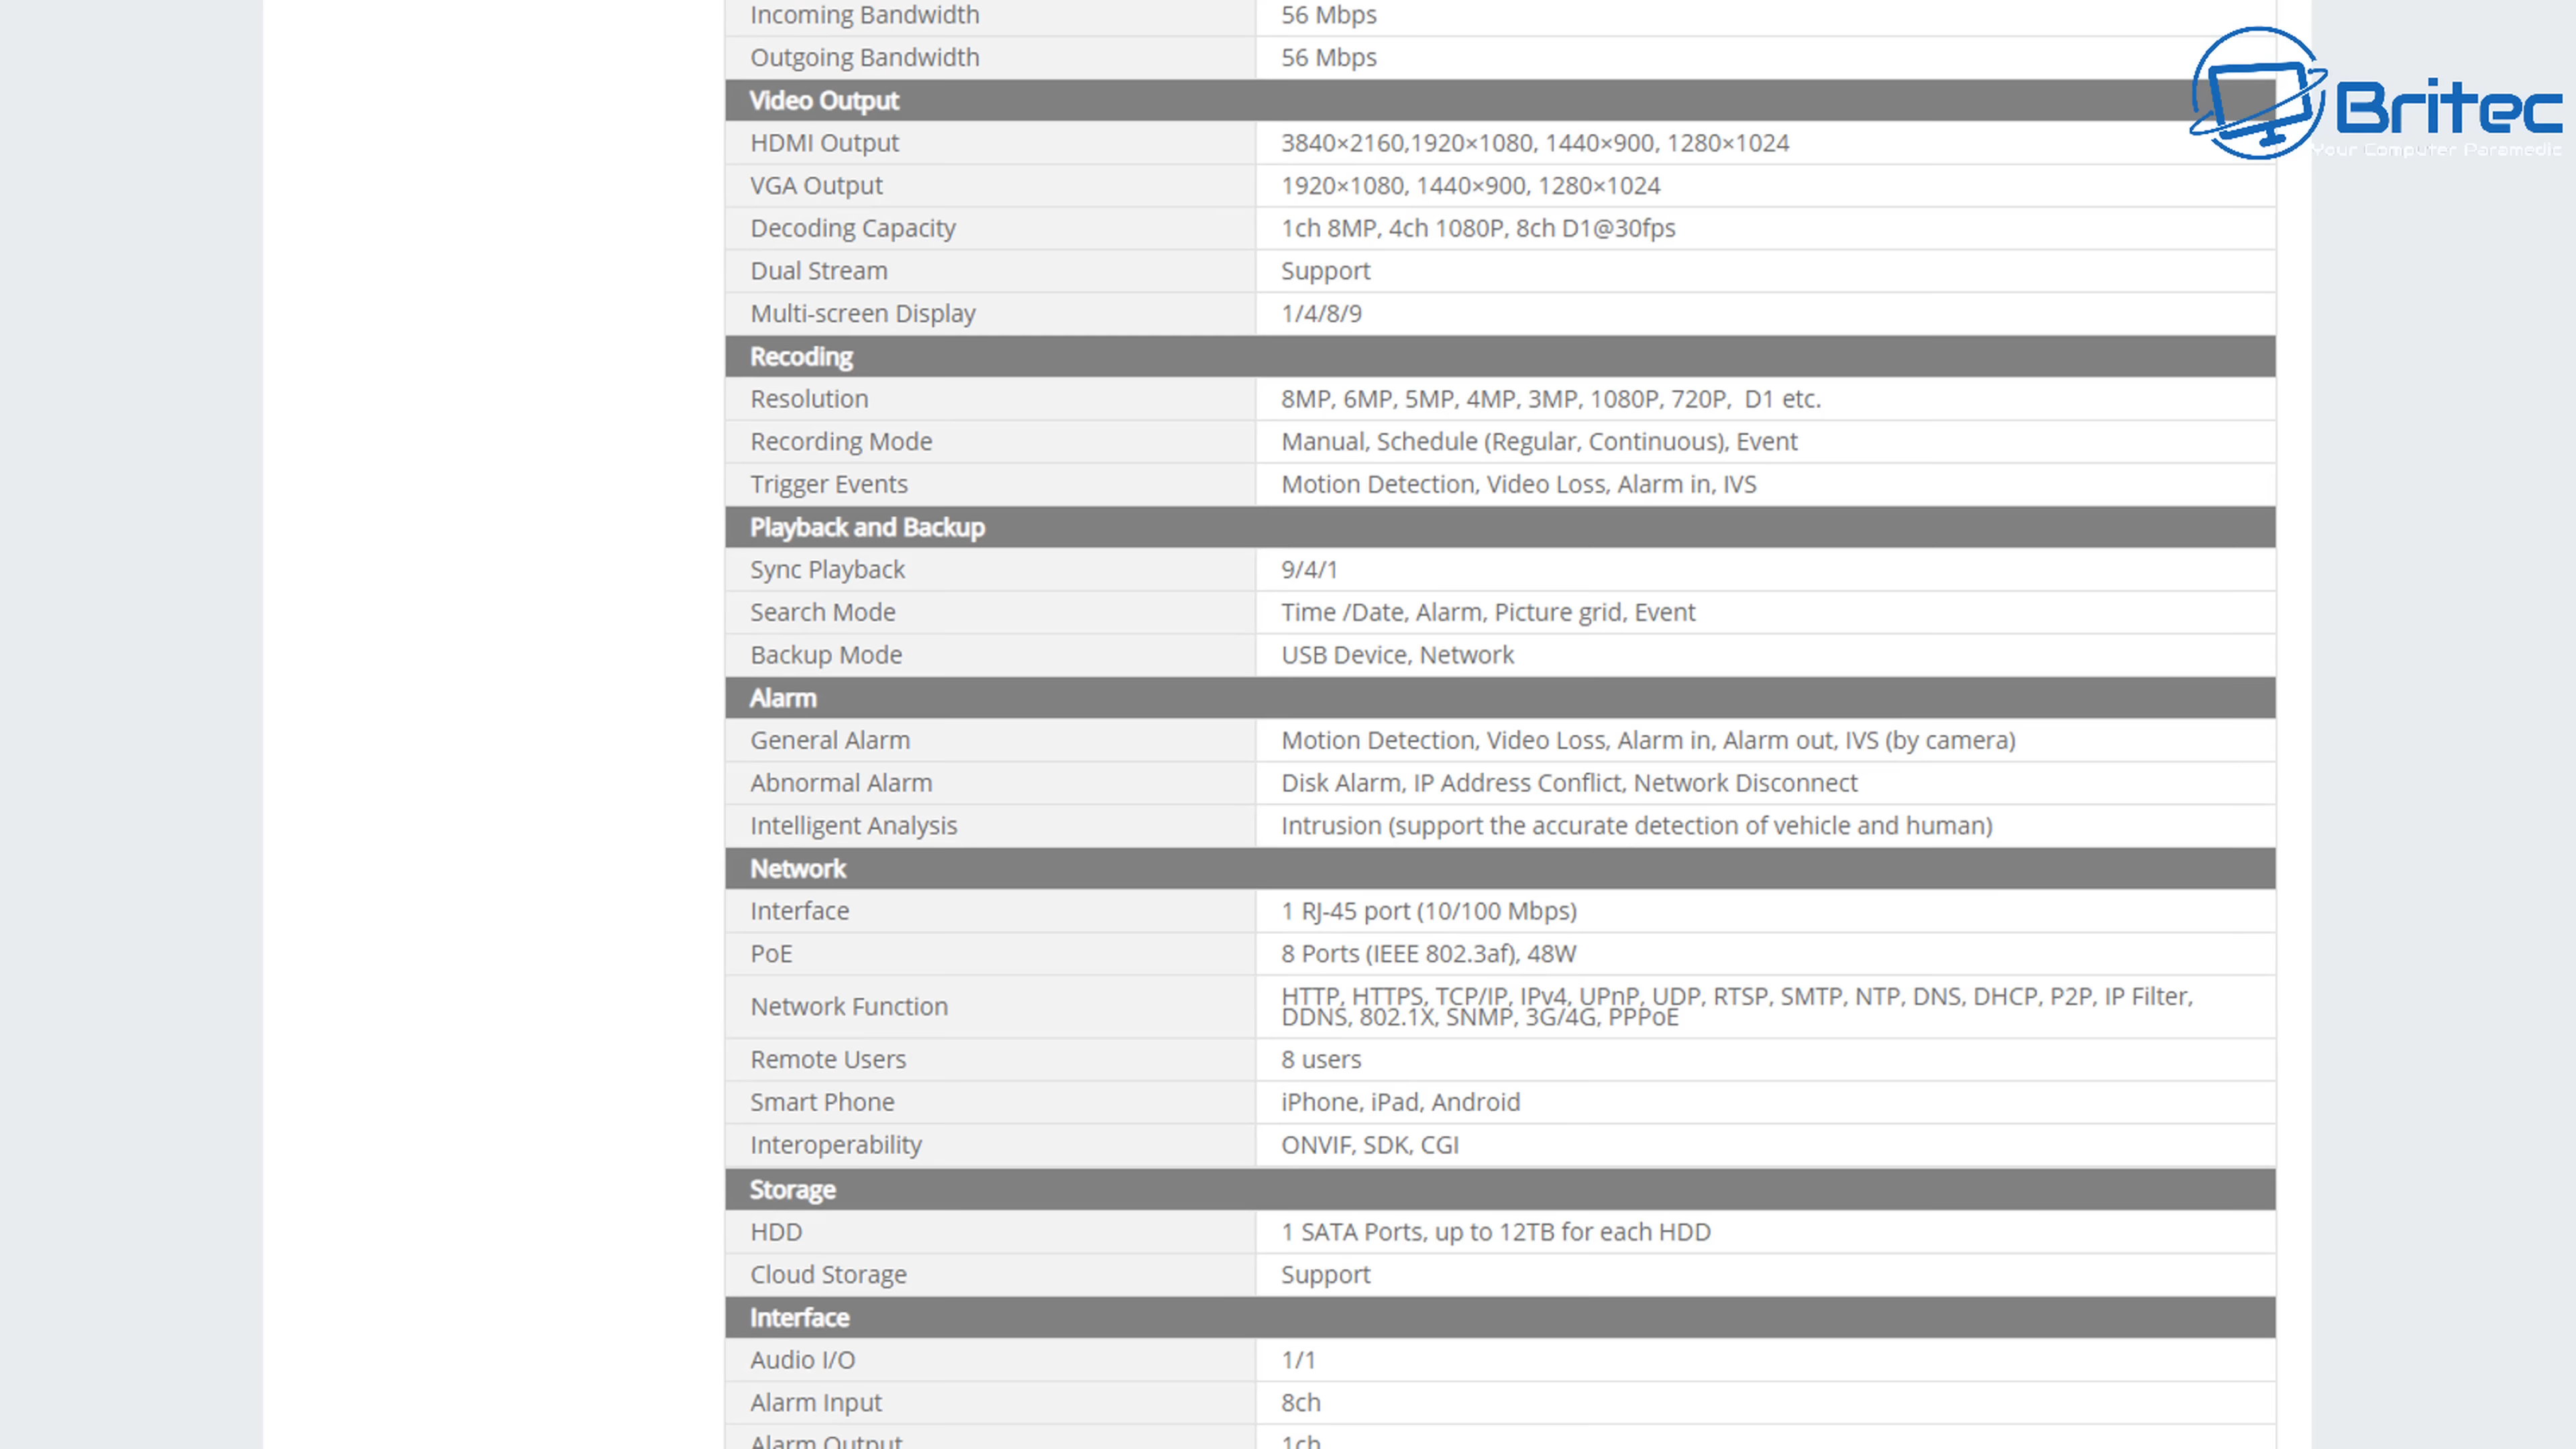 Incoming Bandwidth 56 Mbps
Outgoing Bandwidth 56 Mbps
Video Output
HDMI Output 3840×2160,1920×1080, 1440×900, 1280×1024
VGA Output 1920×1080, 1440×900, 1280×1024
Decoding Capacity 1ch 8MP, 4ch 1080P, 8ch D1@30fps
Dual Stream Support
Multi-screen Display 1/4/8/9
Recoding
Resolution 8MP, 6MP, 5MP, 4MP, 3MP, 1080P, 720P, D1 etc.
Recording Mode Manual, Schedule (Regular, Continuous), Event
Trigger Events Motion Detection, Video Loss, Alarm in, IVS
Playback and Backup
Sync Playback 9/4/1
Search Mode Time /Date, Alarm, Picture grid, Event
Backup Mode USB Device, Network
Alarm
General Alarm Motion Detection, Video Loss, Alarm in, Alarm out, IVS (by camera)
Abnormal Alarm Disk Alarm, IP Address Conflict, Network Disconnect
Intelligent Analysis Intrusion (support the accurate detection of vehicle and human)
Network
Interface 1 RJ-45 port (10/100 Mbps)
PoE 8 Ports (IEEE 802.3af), 48W
Network Function HTTP, HTTPS, TCP/IP, IPv4, UPnP, UDP, RTSP, SMTP, NTP, DNS, DHCP, P2P, IP Filter,
DDNS, 802.1X, SNMP, 3G/4G, PPPoE
Remote Users 8 users
Smart Phone iPhone, iPad, Android
Interoperability ONVIF, SDK, CGI
Storage
HDD 1 SATA Ports, up to 12TB for each HDD
Cloud Storage Support
Interface
Audio I/O 1/1
Alarm Input 8ch
Alarm Output 1ch
Britec
Your Computer Paramedic